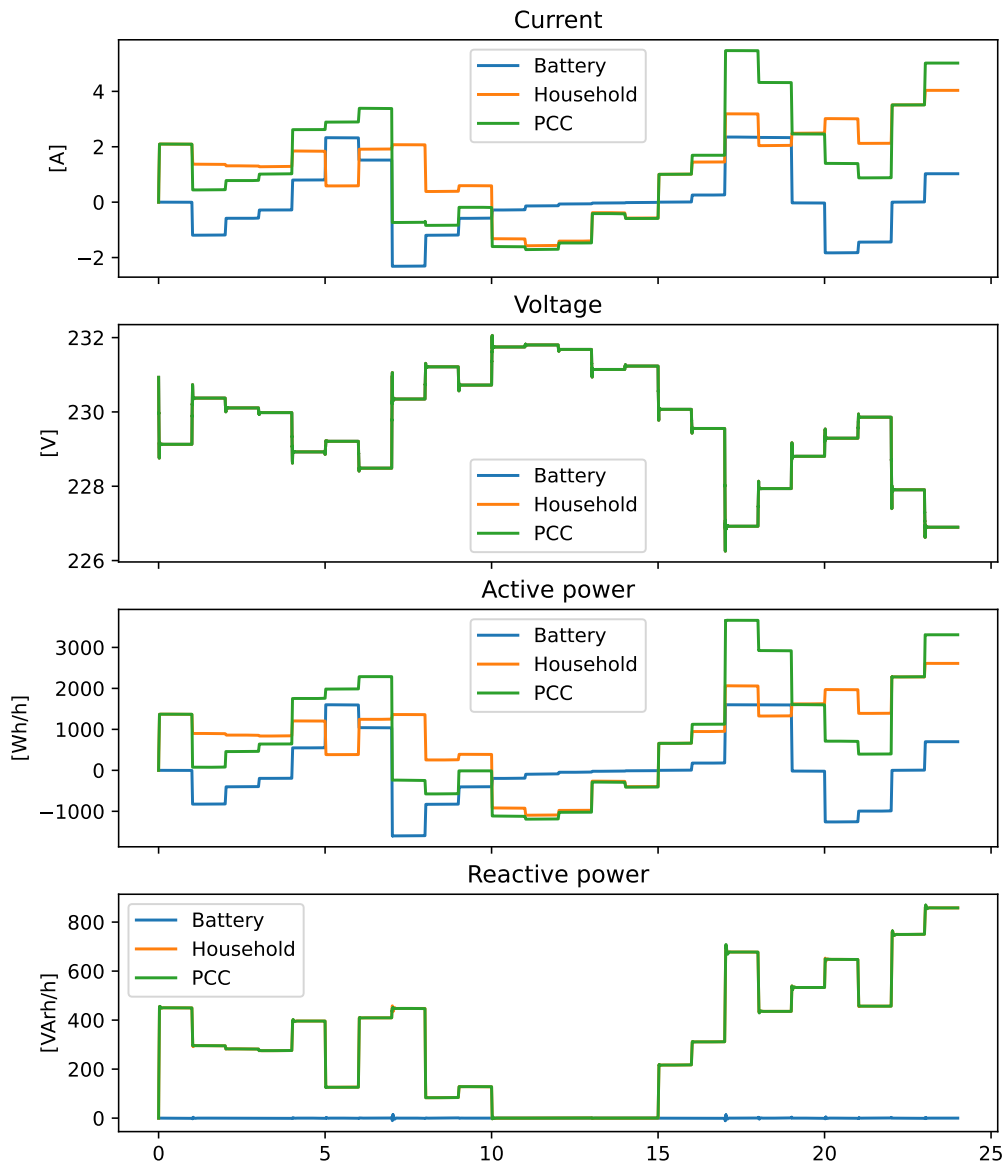 Current
[A]
4
2
0
−2
Battery
Household
PCC
Voltage
[V]
232
230
228
226
Battery
Household
PCC
Active power
[Wh/h]
3000
2000
1000
0
−1000
Battery
Household
PCC
Reactive power
[VArh/h]
800
600
400
200
0
Battery
Household
PCC
0 5 10 15 20 25